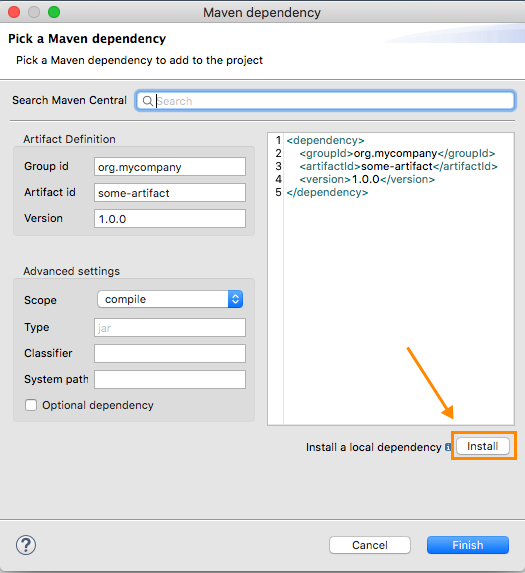 Maven dependency
Pick a Maven dependency
Pick a Maven dependency to add to the project
Search Maven Central Search
Artifact Definition
Group id org.mycompany
Artifact id some-artifact
Version 1.0.0
Advanced settings
Scope compile
Type jar
Classifier
System path
Optional dependency
1 <dependency>
2 <groupId>org.mycompany</groupId>
3 <artifactId>some-artifact</artifactId>
4 <version>1.0.0</version>
5 </dependency>
Install a local dependency i Install
? Cancel Finish